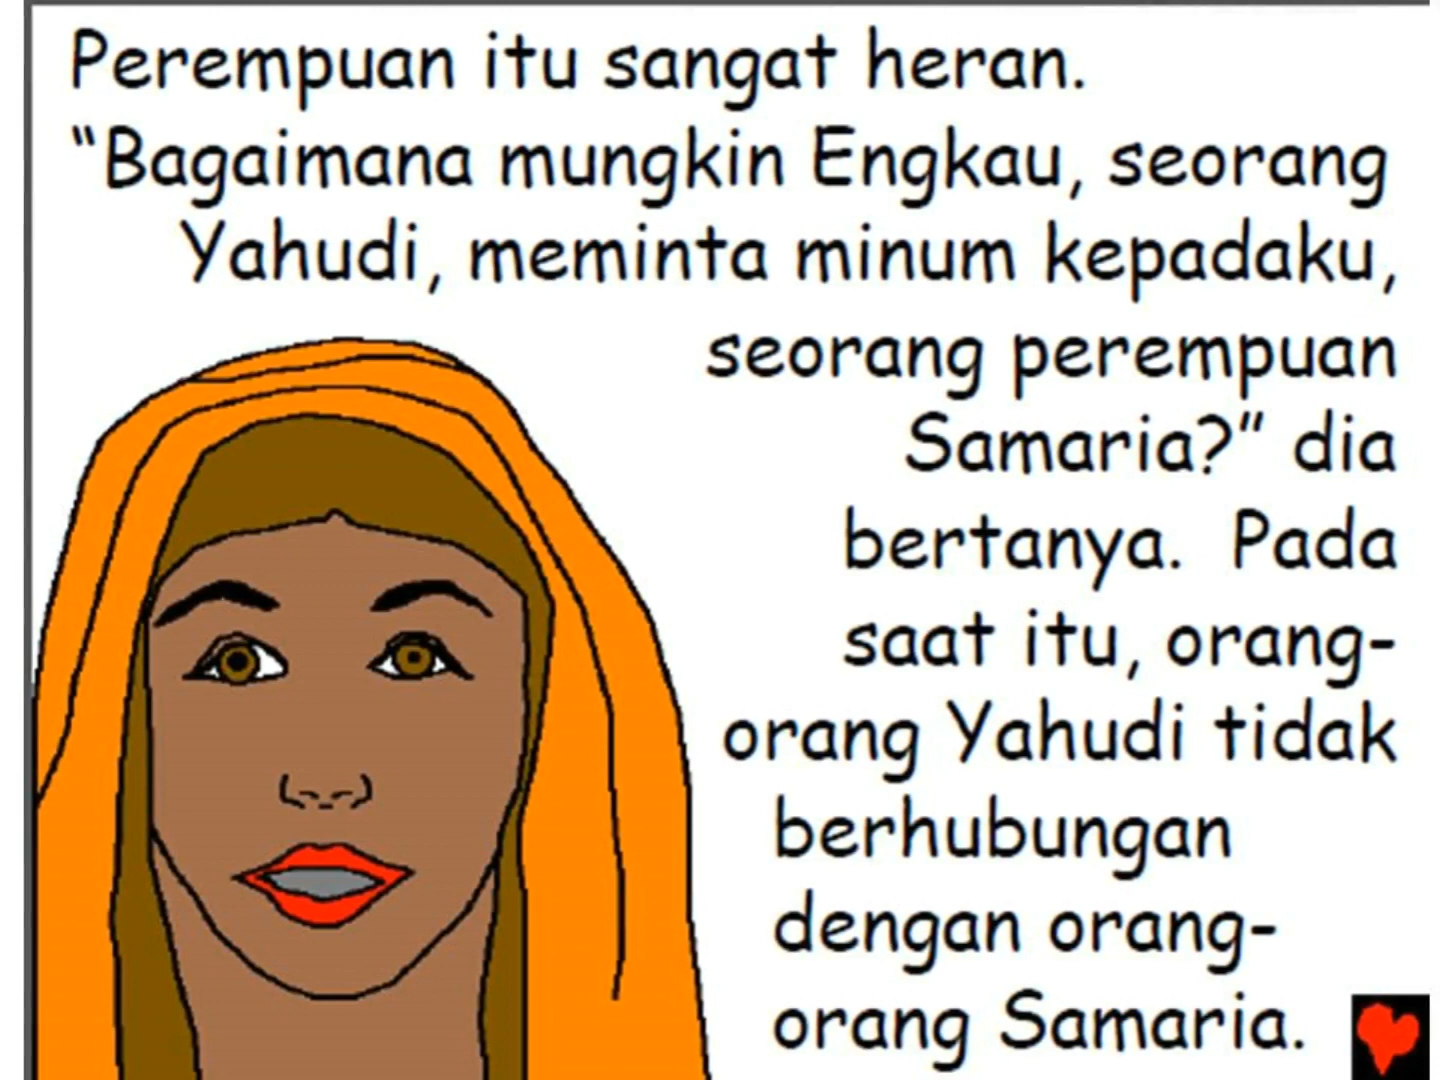 Perempuan itu sangat heran.
“Bagaimana mungkin Engkau, seorang
Yahudi, meminta minum kepadaku,
seorang perempuan
Samaria?” dia
bertanya. Pada
saat itu, orang-
orang Yahudi tidak
berhubungan
dengan orang-
orang Samaria.